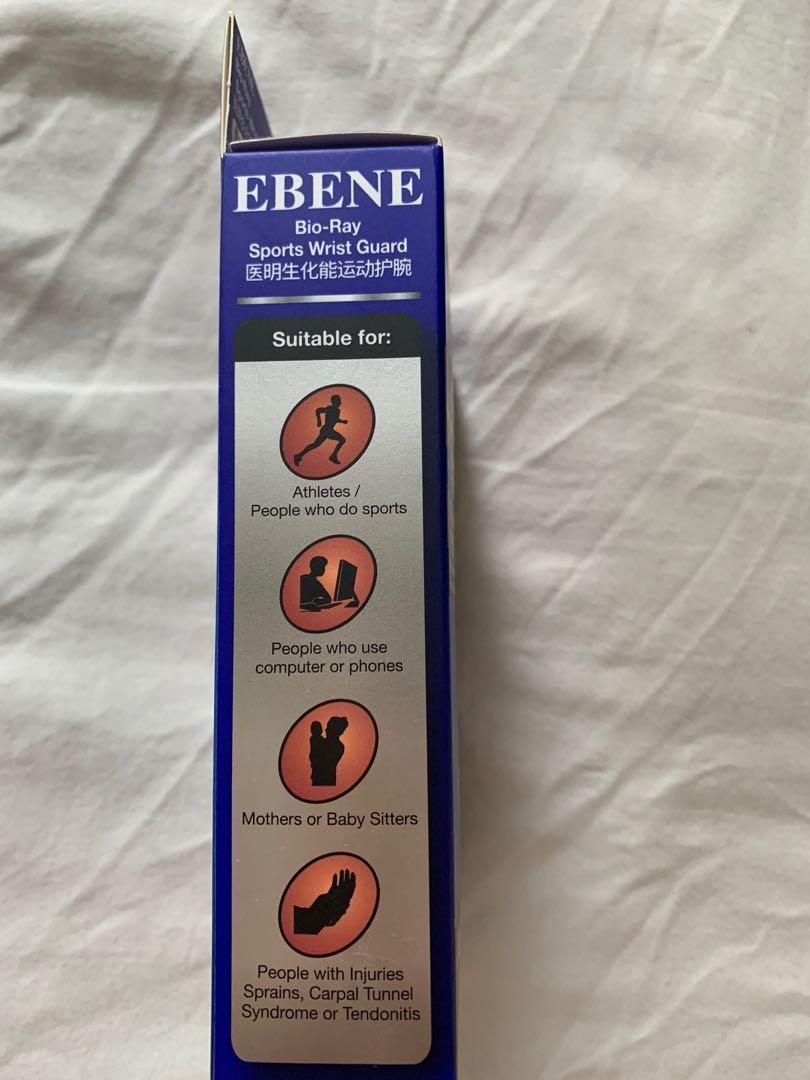 EBENE
Bio-Ray
Sports Wrist Guard
医明生化能运动护腕
Suitable for:
Athletes /
People who do sports
People who use
computer or phones
Mothers or Baby Sitters
People with Injuries
Sprains, Carpal Tunnel
Syndrome or Tendonitis